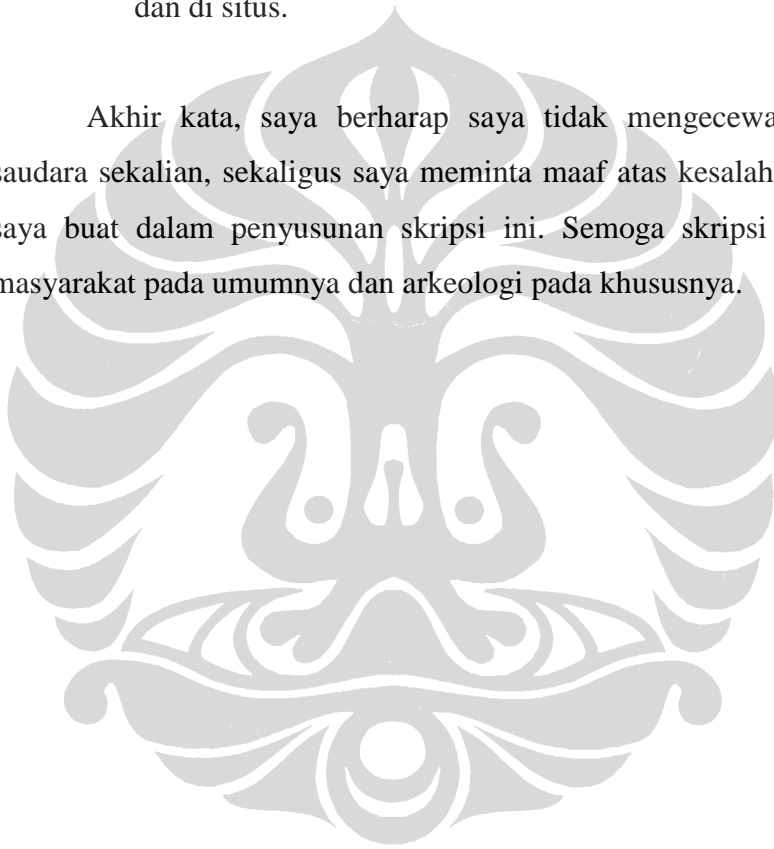 dan di situs.
Akhir kata, saya berharap saya tidak mengecewa
saudara sekalian, sekaligus saya meminta maaf atas kesalah
saya buat dalam penyusunan skripsi ini. Semoga skripsi
masyarakat pada umumnya dan arkeologi pada khususnya.